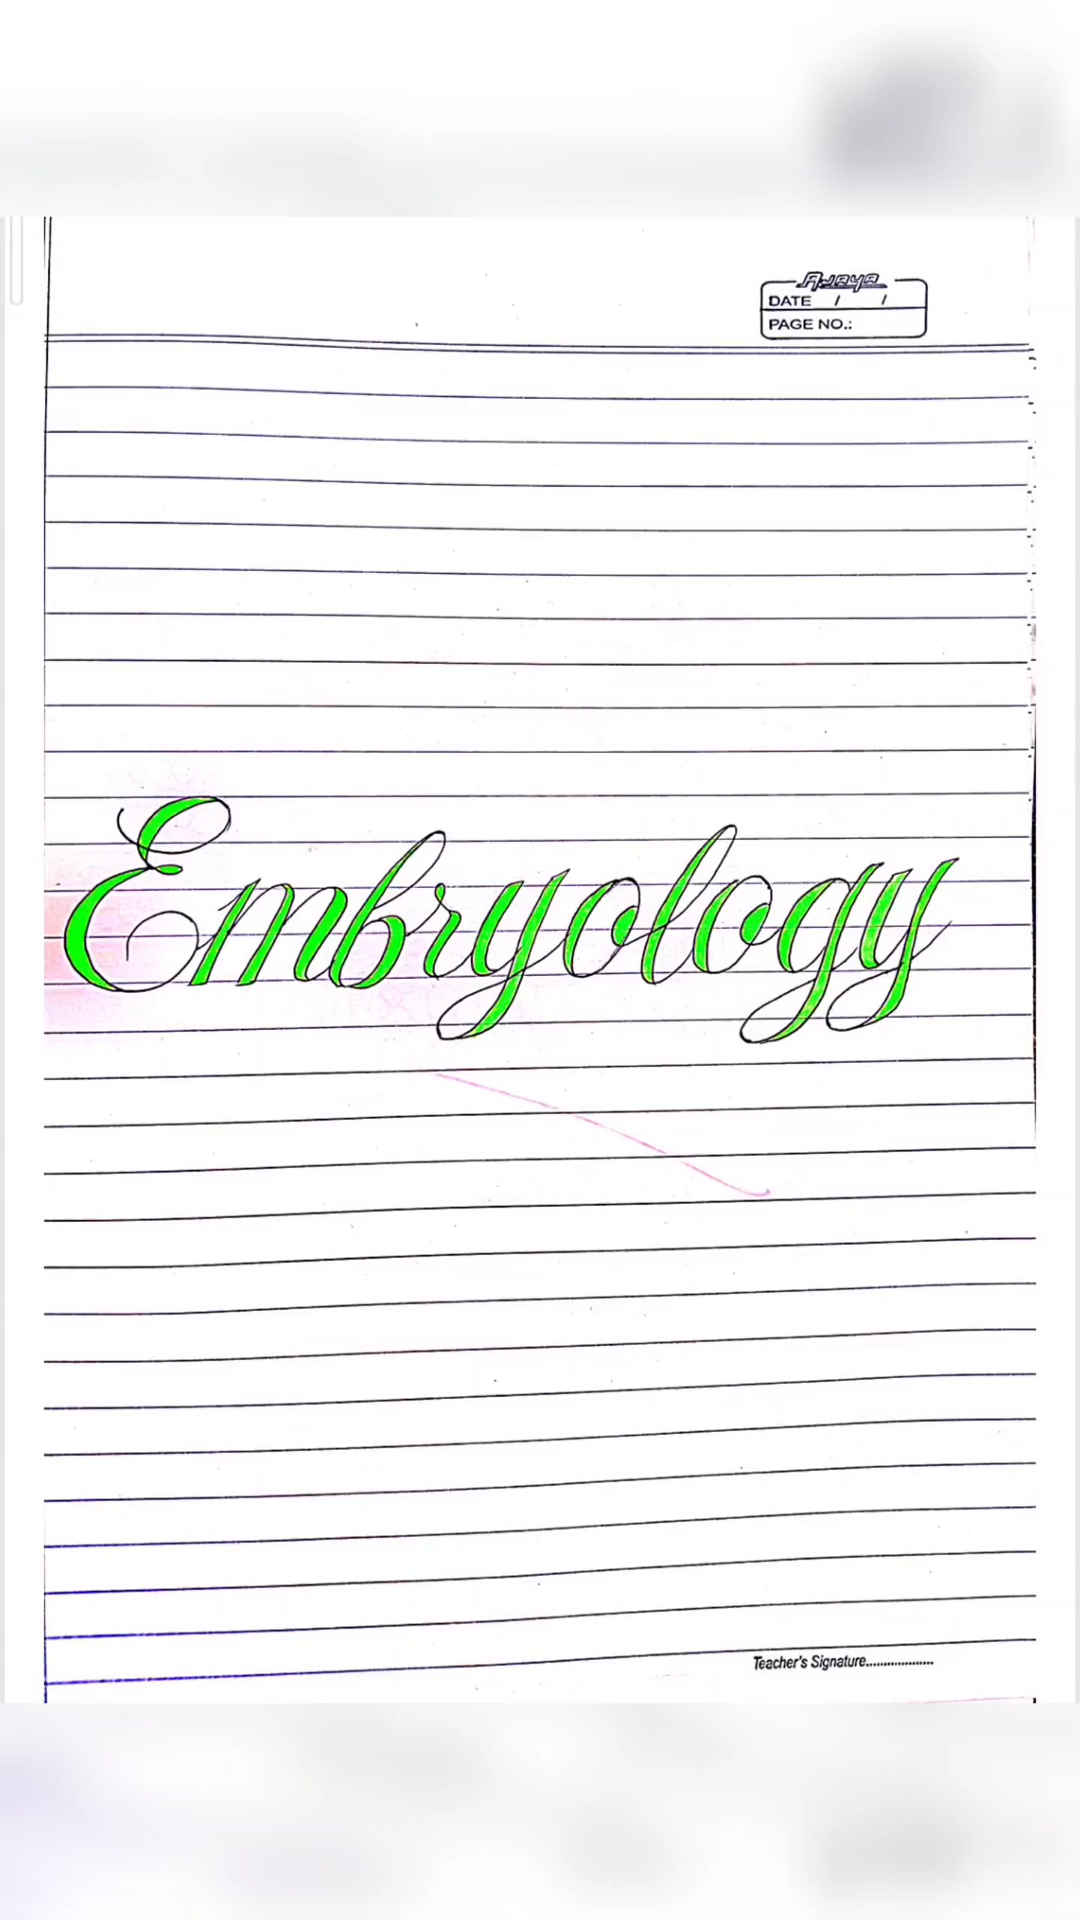 Ajaya
DATE / /
PAGE NO.:
Embryology
Teacher's Signature..................